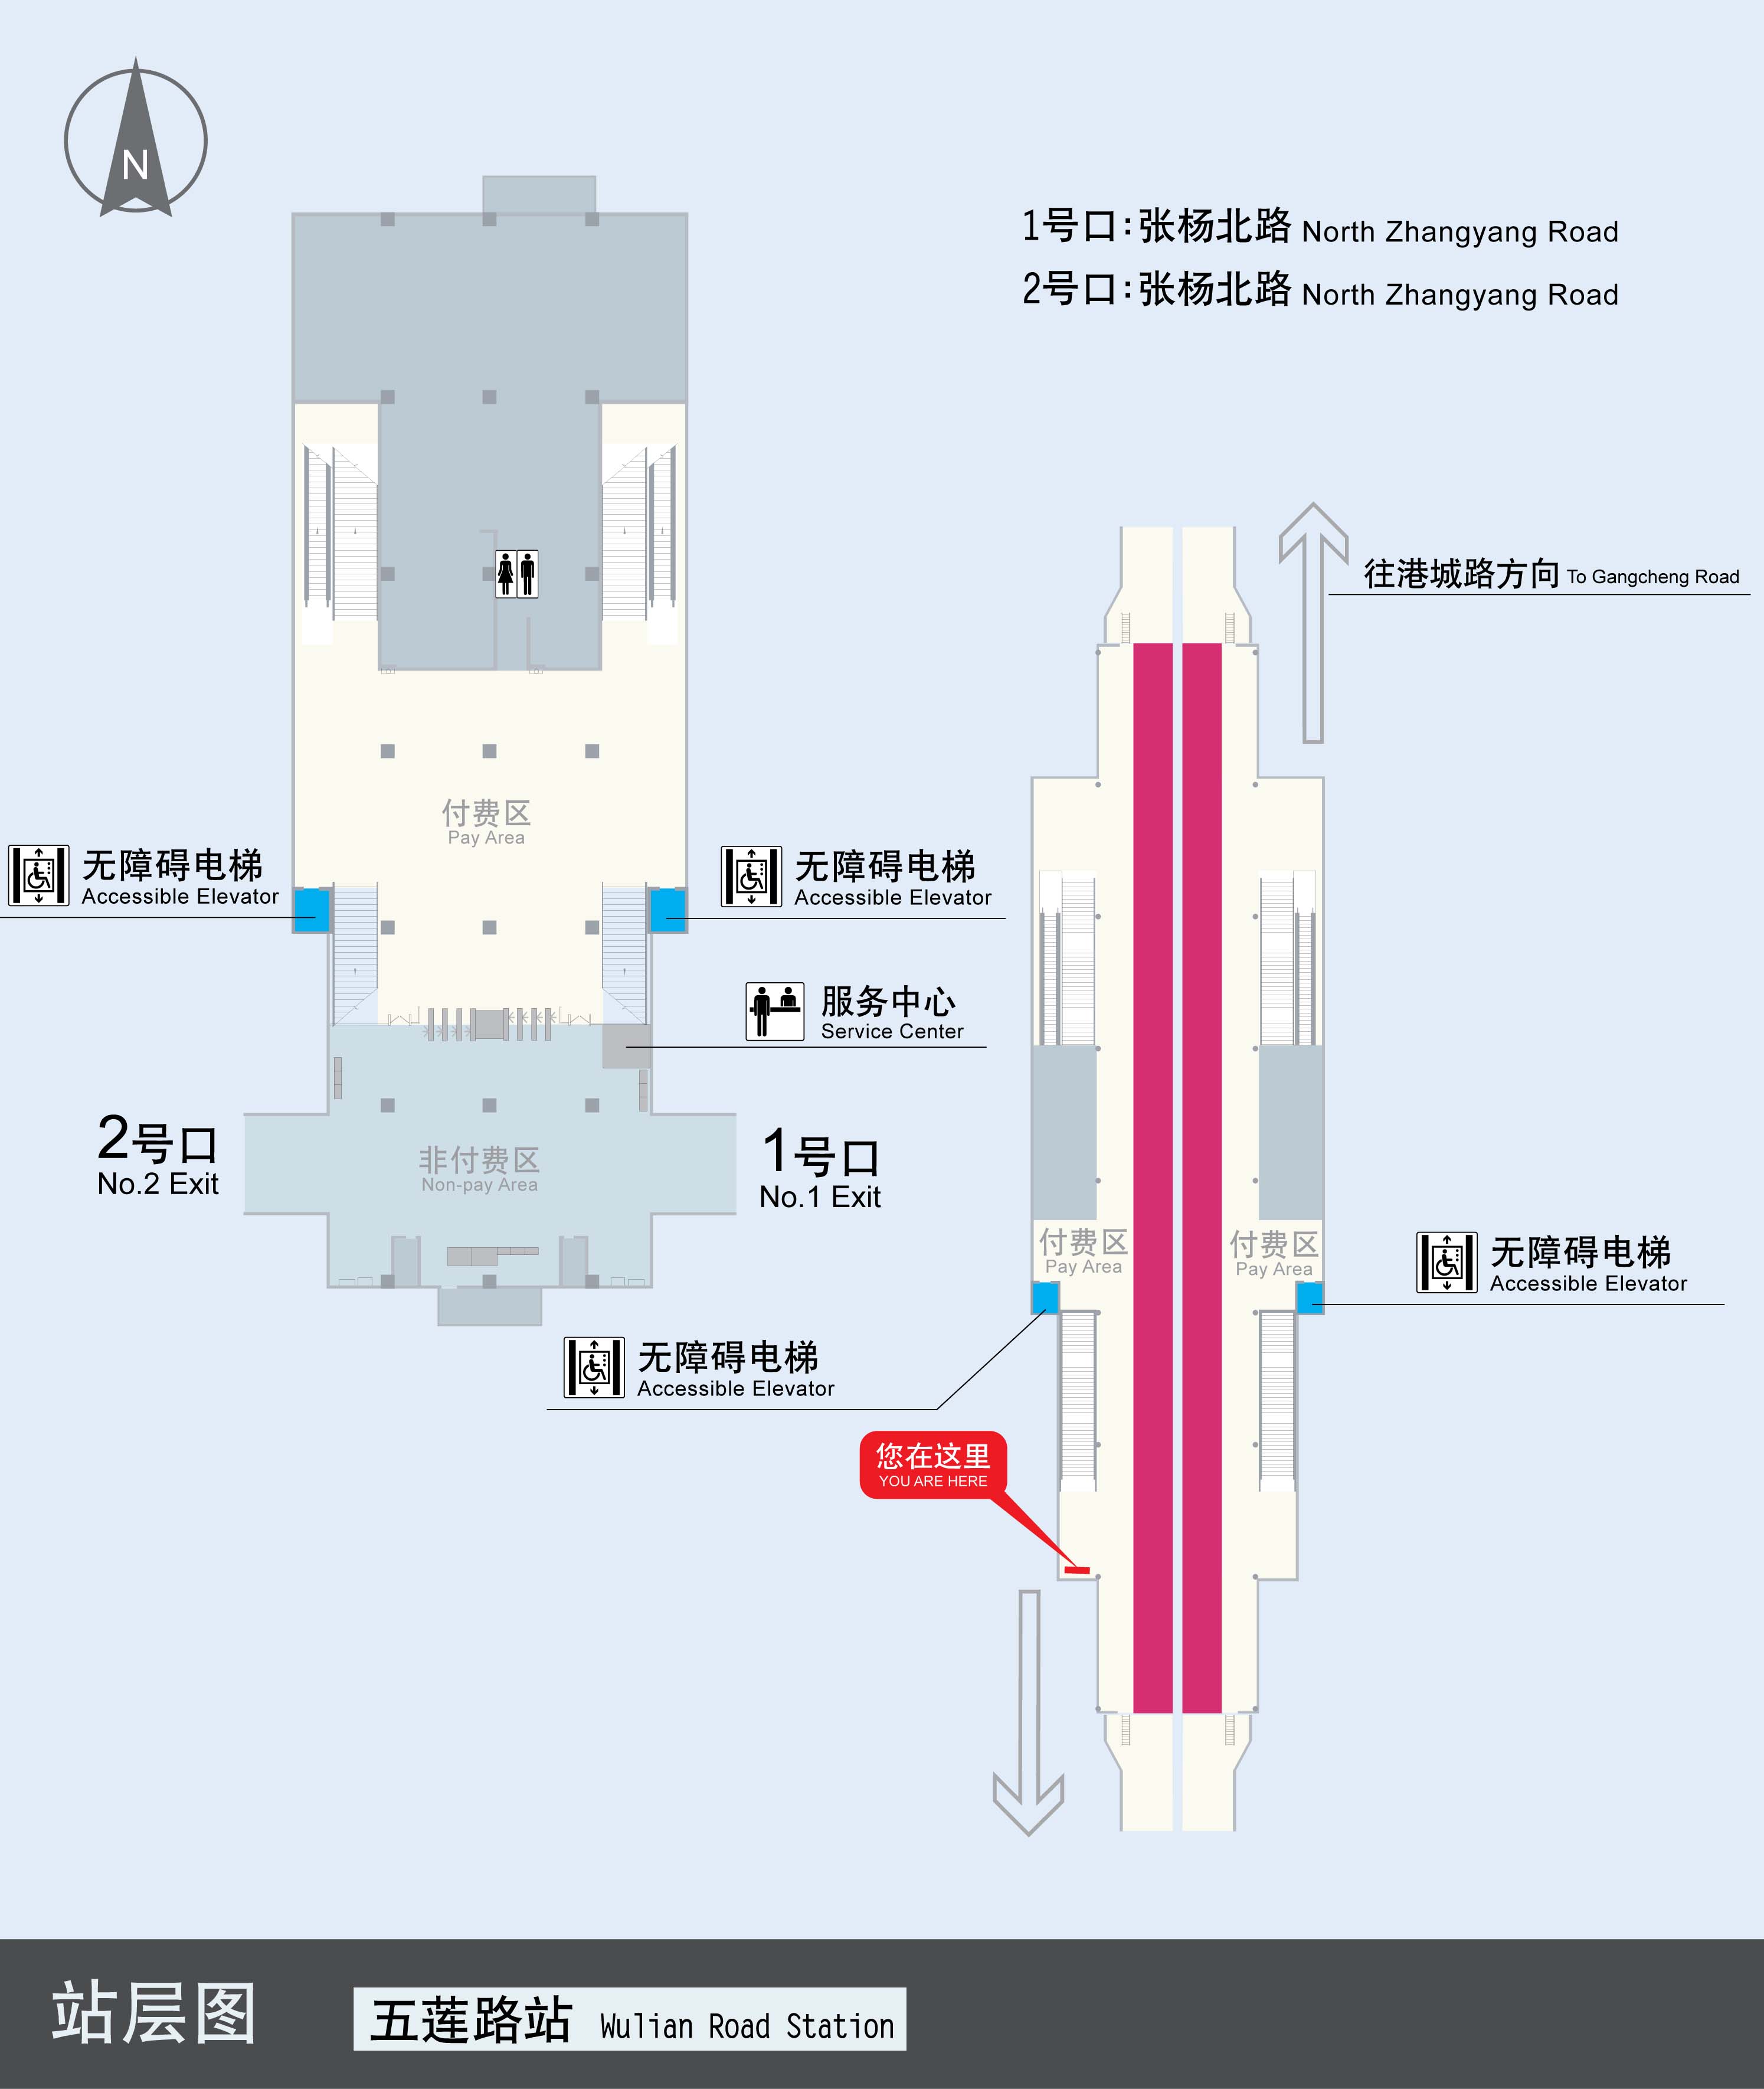 N
1号口:张杨北路 North Zhangyang Road
2号口:张杨北路 North Zhangyang Road
往港城路方向 To Gangcheng Road
付费区
Pay Area
无障碍电梯
Accessible Elevator
无障碍电梯
Accessible Elevator
服务中心
Service Center
2号口
No.2 Exit
1号口
No.1 Exit
非付费区
Non-pay Area
付费区
Pay Area
付费区
Pay Area
无障碍电梯
Accessible Elevator
无障碍电梯
Accessible Elevator
您在这里
YOU ARE HERE
站层图
五莲路站 Wulian Road Station